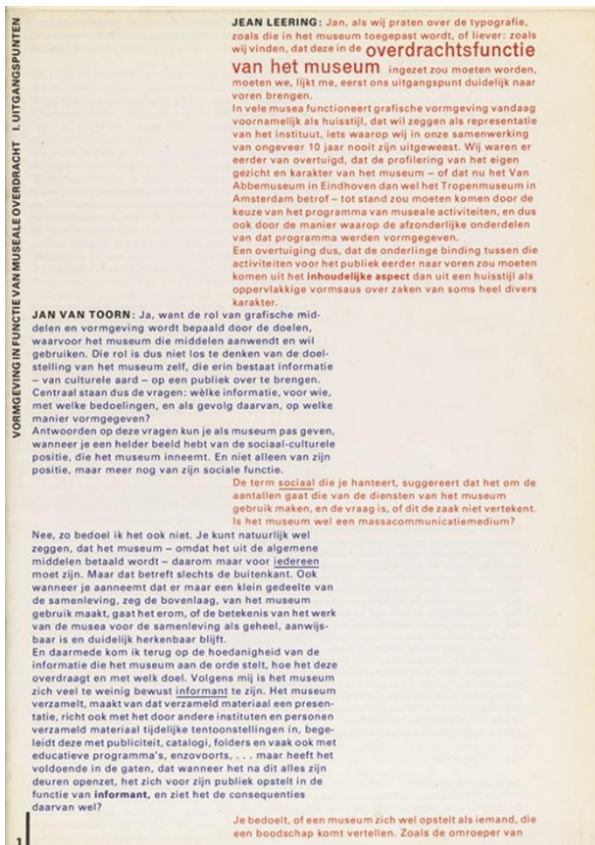 VORMGEVING IN FUNCTIE VAN MUSEALE OVERDRACHT I. UITGANGSPUNTEN
JEAN LEERING: Jan, als wij praten over de typografie,
zoals die in het museum toegepast wordt, of liever: zoals
wij vinden, dat deze in de overdrachtsfunctie
van het museum ingezet zou moeten worden,
moeten we, lijkt me, eerst ons uitgangspunt duidelijk naar
voren brengen.
In vele musea functioneert grafische vormgeving vandaag
voornamelijk als huisstijl, dat wil zeggen als representatie
van het instituut, iets waarop wij in onze samenwerking
van ongeveer 10 jaar nooit zijn uitgeweest. Wij waren er
eerder van overtuigd, dat de profilering van het eigen
gezicht en karakter van het museum – of dat nu het Van
Abbemuseum in Eindhoven dan wel het Tropenmuseum in
Amsterdam betrof – tot stand zou moeten komen door de
keuze van het programma van museale activiteiten, en dus
ook door de manier waarop de afzonderlijke onderdelen
van dat programma werden vormgegeven.
Een overtuiging dus, dat de onderlinge binding tussen die
activiteiten voor het publiek eerder naar voren zou moeten
komen uit het inhoudelijke aspect dan uit een huisstijl als
oppervlakkige vormsaus over zaken van soms heel divers
karakter.
JAN VAN TOORN: Ja, want de rol van grafische mid-
delen en vormgeving wordt bepaald door de doelen,
waarvoor het museum die middelen aanwendt en wil
gebruiken. Die rol is dus niet los te denken van de doel-
stelling van het museum zelf, die erin bestaat informatie
– van culturele aard – op een publiek over te brengen.
Centraal staan dus de vragen: wèlke informatie, voor wie,
met welke bedoelingen, en als gevolg daarvan, op welke
manier vormgegeven?
Antwoorden op deze vragen kun je als museum pas geven,
wanneer je een helder beeld hebt van de sociaal-culturele
positie, die het museum inneemt. En niet alleen van zijn
positie, maar meer nog van zijn sociale functie.
De term sociaal die je hanteert, suggereert dat het om de
aantallen gaat die van de diensten van het museum
gebruik maken, en de vraag is, of dit de zaak niet vertekent.
Is het museum wel een massacommunicatiemedium?
Nee, zo bedoel ik het ook niet. Je kunt natuurlijk wel
zeggen, dat het museum – omdat het uit de algemene
middelen betaald wordt – daarom maar voor iedereen
moet zijn. Maar dat betreft slechts de buitenkant. Ook
wanneer je aanneemt dat er maar een klein gedeelte van
de samenleving, zeg de bovenlaag, van het museum
gebruik maakt, gaat het erom, of de betekenis van het werk
van de musea voor de samenleving als geheel, aanwijs-
baar is en duidelijk herkenbaar blijft.
En daarmede kom ik terug op de hoedanigheid van de
informatie die het museum aan de orde stelt, hoe het deze
overdraagt en met welk doel. Volgens mij is het museum
zich veel te weinig bewust informant te zijn. Het museum
verzamelt, maakt van dat verzameld materiaal een presen-
tatie, richt ook met het door andere instituten en personen
verzameld materiaal tijdelijke tentoonstellingen in, bege-
leidt deze met publiciteit, catalogi, folders en vaak ook met
educatieve programma's, enzovoorts, . . . maar heeft het
voldoende in de gaten, dat wanneer het na dit alles zijn
deuren openzet, het zich voor zijn publiek opstelt in de
functie van informant, en ziet het de consequenties
daarvan wel?
Je bedoelt, of een museum zich wel opstelt als iemand, die
een boodschap komt vertellen. Zoals de omroeper van
1